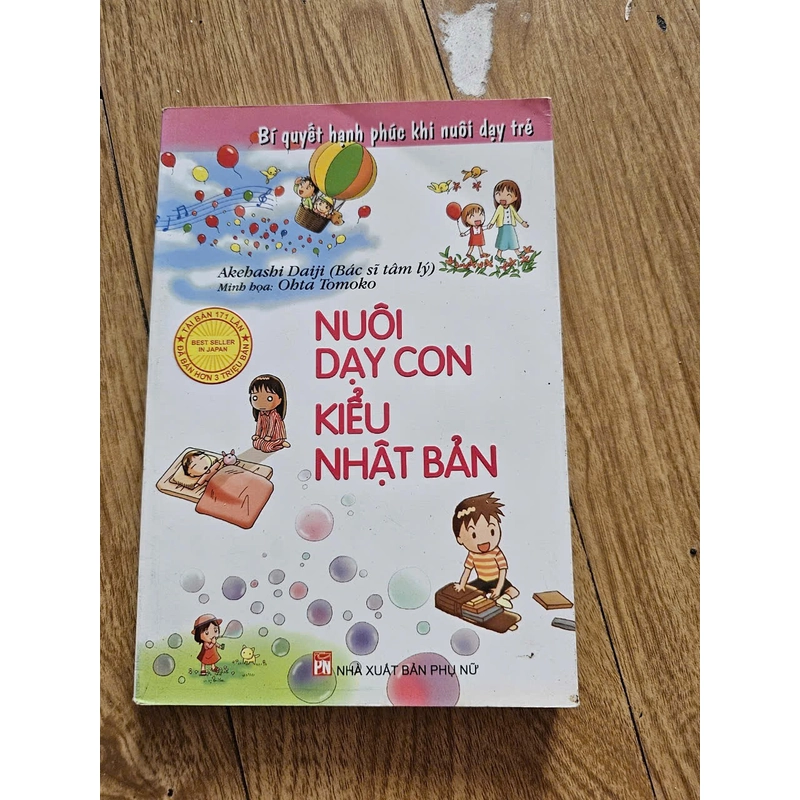 Bí quyết hạnh phúc khi nuôi dạy trẻ
Akehashi Daiji (Bác sĩ tâm lý)
Minh họa: Ohta Tomoko
TÁI BẢN 171 LẦN
BEST SELLER
IN JAPAN
ĐÃ BÁN HƠN 3 TRIỆU BẢN
NUÔI
DẠY CON
KIỂU
NHẬT BẢN
PN
NHÀ XUẤT BẢN PHỤ NỮ